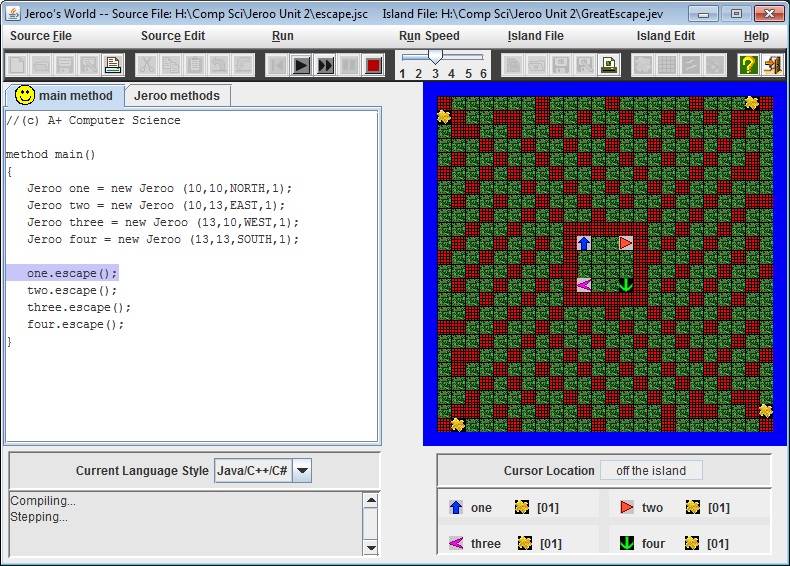 Jeroo's World -- Source File: H:\Comp Sci\Jeroo Unit 2\escape.jsc    Island File: H:\Comp Sci\Jeroo Unit 2\GreatEscape.jev
Source File Source Edit Run Run Speed Island File Island Edit Help
1 2 3 4 5 6
main method Jeroo methods
//(c) A+ Computer Science
method main()
{
Jeroo one = new Jeroo (10,10,NORTH,1);
Jeroo two = new Jeroo (10,13,EAST,1);
Jeroo three = new Jeroo (13,10,WEST,1);
Jeroo four = new Jeroo (13,13,SOUTH,1);
one.escape();
two.escape();
three.escape();
four.escape();
}
Current Language Style Java/C++/C#
Compiling...
Stepping...
Cursor Location off the island
one [01] two [01]
three [01] four [01]